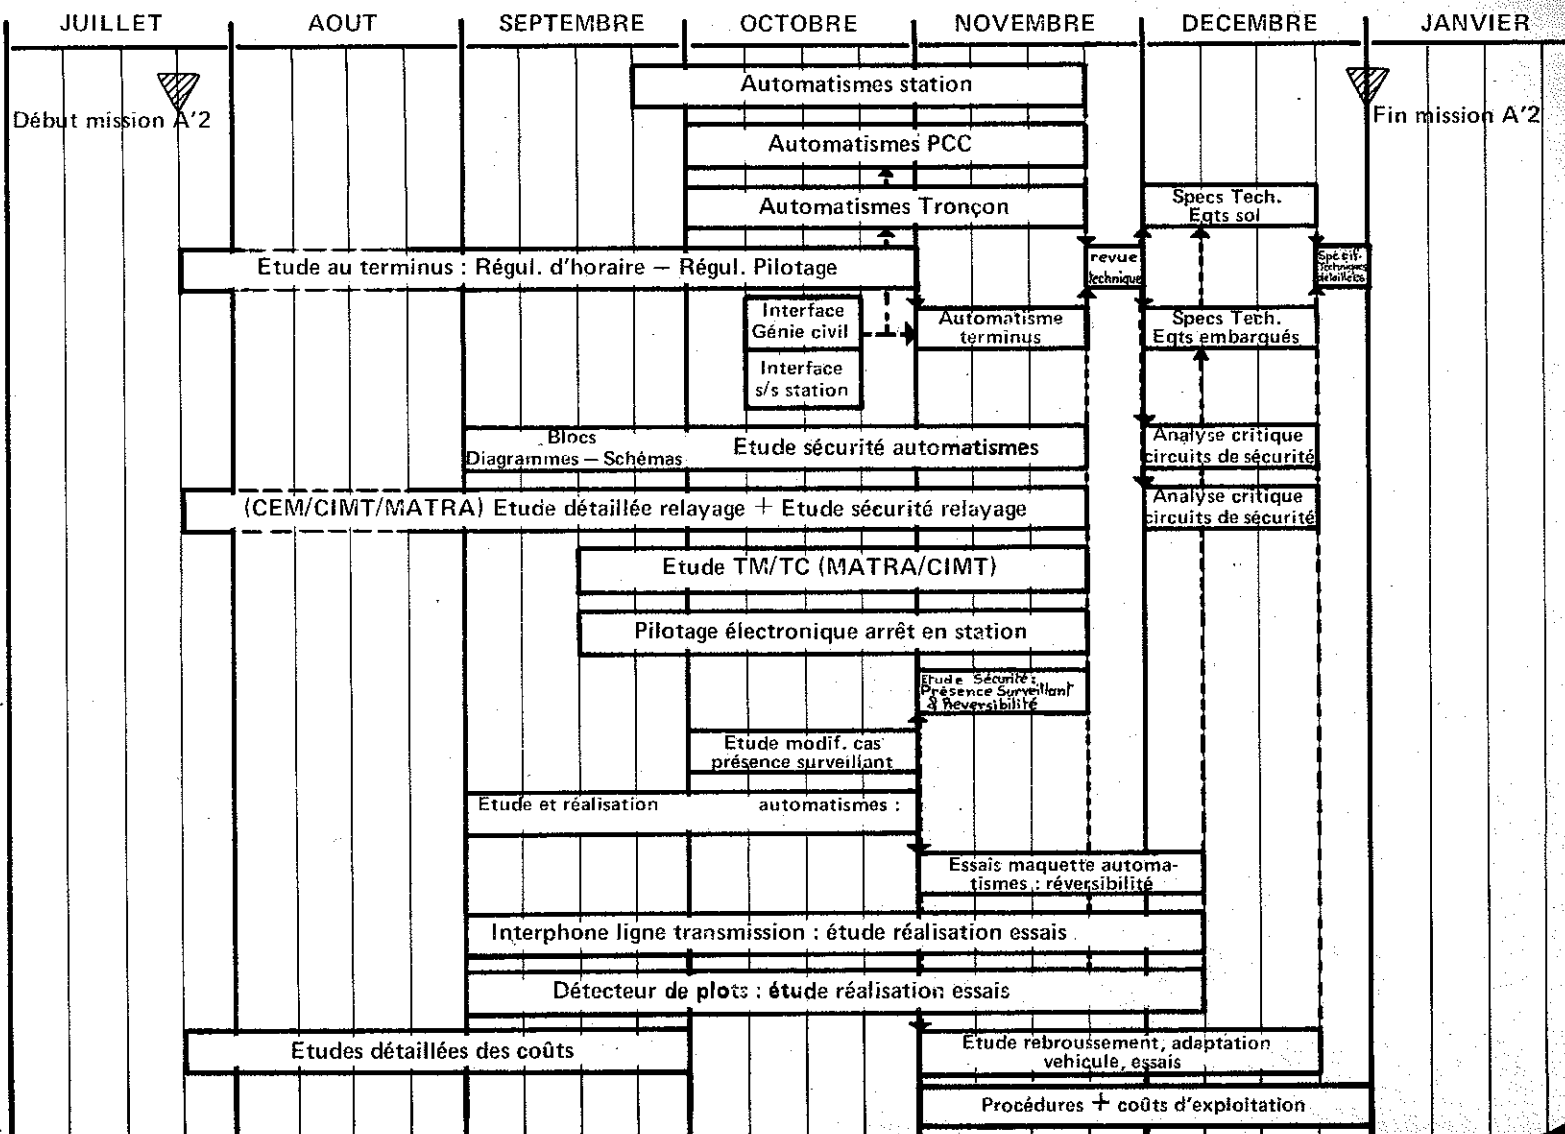 JUILLET AOUT SEPTEMBRE OCTOBRE NOVEMBRE DECEMBRE JANVIER
Début mission A'2
Fin mission A'2
Automatismes station
Automatismes PCC
Automatismes Tronçon
Specs Tech.
Eqts sol
Etude au terminus : Régul. d'horaire — Régul. Pilotage
revue
technique
Spécif.
Techniques
détaillées
Interface
Génie civil
Automatisme
terminus
Specs Tech.
Eqts embarqués
Interface
s/s station
Blocs
Diagrammes — Schémas
Etude sécurité automatismes
Analyse critique
circuits de sécurité
(CEM/CIMT/MATRA) Etude détaillée relayage + Etude sécurité relayage
Analyse critique
circuits de sécurité
Etude TM/TC (MATRA/CIMT)
Pilotage électronique arrêt en station
Etude Sécurité :
Présence Surveillant
& Reversibilité
Etude modif. cas
présence surveillant
Etude et réalisation automatismes :
Essais maquette automa-
tismes : réversibilité
Interphone ligne transmission : étude réalisation essais
Détecteur de plots : étude réalisation essais
Etudes détaillées des coûts
Etude rebroussement, adaptation
vehicule, essais
Procédures + coûts d'exploitation